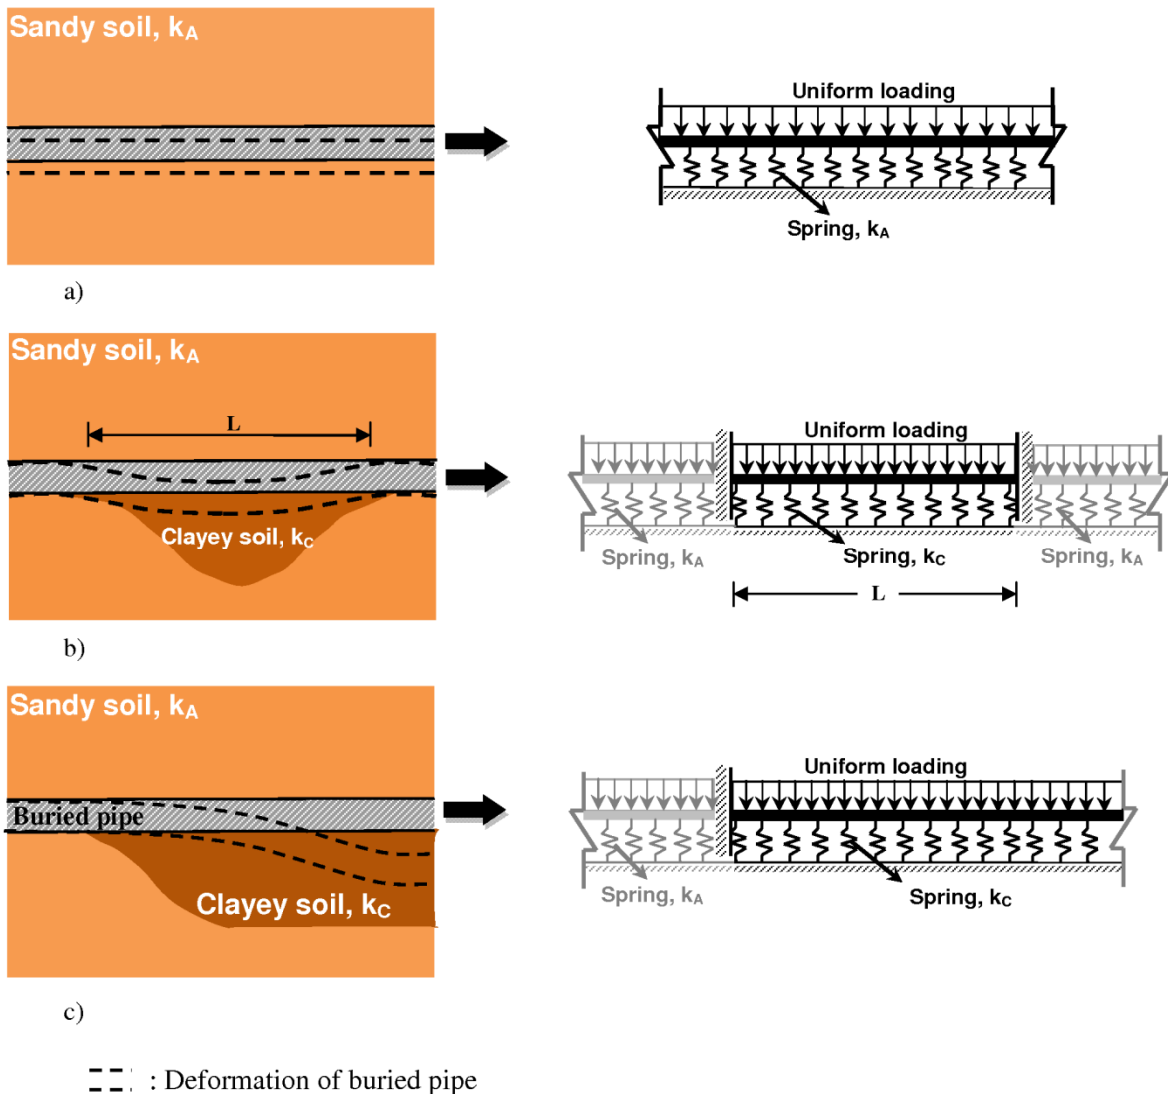 Sandy soil, kA
Uniform loading
Spring, kA
a)
Sandy soil, kA
L
Clayey soil, kC
Uniform loading
Spring, kA
Spring, kC
Spring, kA
L
b)
Sandy soil, kA
Buried pipe
Clayey soil, kC
Uniform loading
Spring, kA
Spring, kC
c)
: Deformation of buried pipe